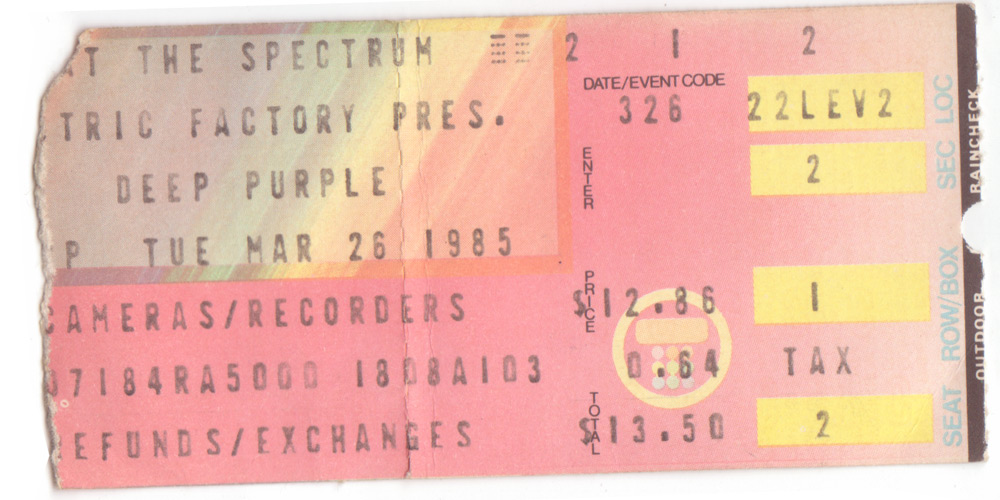 AT THE SPECTRUM 2 1 2
DATE/EVENT CODE
TRIC FACTORY PRES. 326 22LEV2
ENTER
DEEP PURPLE 2
P TUE MAR 26 1985
PRICE
CAMERAS/RECORDERS $12.86 1
07184RA5000 1808A103 0.64 TAX
TOTAL
EFUNDS/EXCHANGES $13.50 2
SEC LOC
ROW/BOX
SEAT
RAINCHECK
OUTDOOR